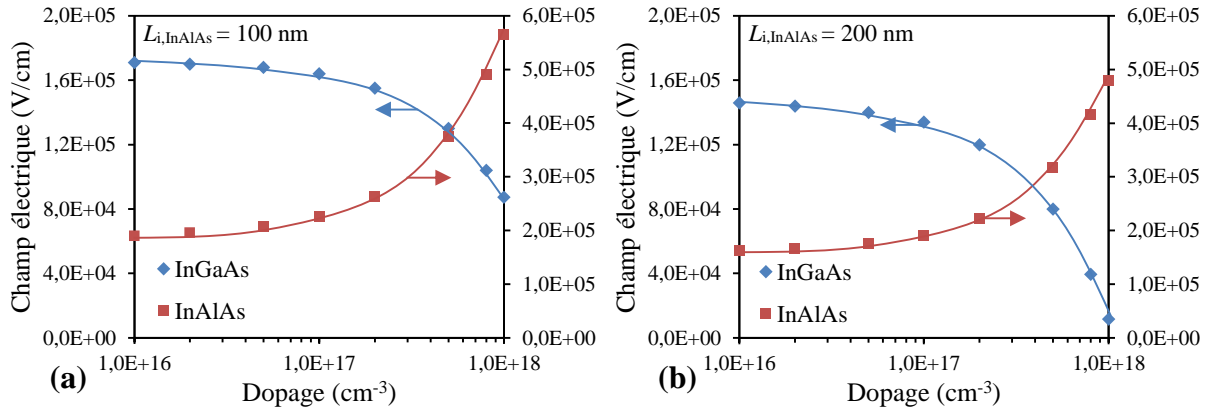 L_i,InAlAs = 100 nm
Champ électrique (V/cm)
2,0E+05
1,6E+05
1,2E+05
8,0E+04
4,0E+04
0,0E+00
6,0E+05
5,0E+05
4,0E+05
3,0E+05
2,0E+05
1,0E+05
0,0E+00
InGaAs
InAlAs
1,0E+16 1,0E+17 1,0E+18
(a) Dopage (cm⁻³)
L_i,InAlAs = 200 nm
Champ électrique (V/cm)
2,0E+05
1,6E+05
1,2E+05
8,0E+04
4,0E+04
0,0E+00
6,0E+05
5,0E+05
4,0E+05
3,0E+05
2,0E+05
1,0E+05
0,0E+00
InGaAs
InAlAs
1,0E+16 1,0E+17 1,0E+18
(b) Dopage (cm⁻³)